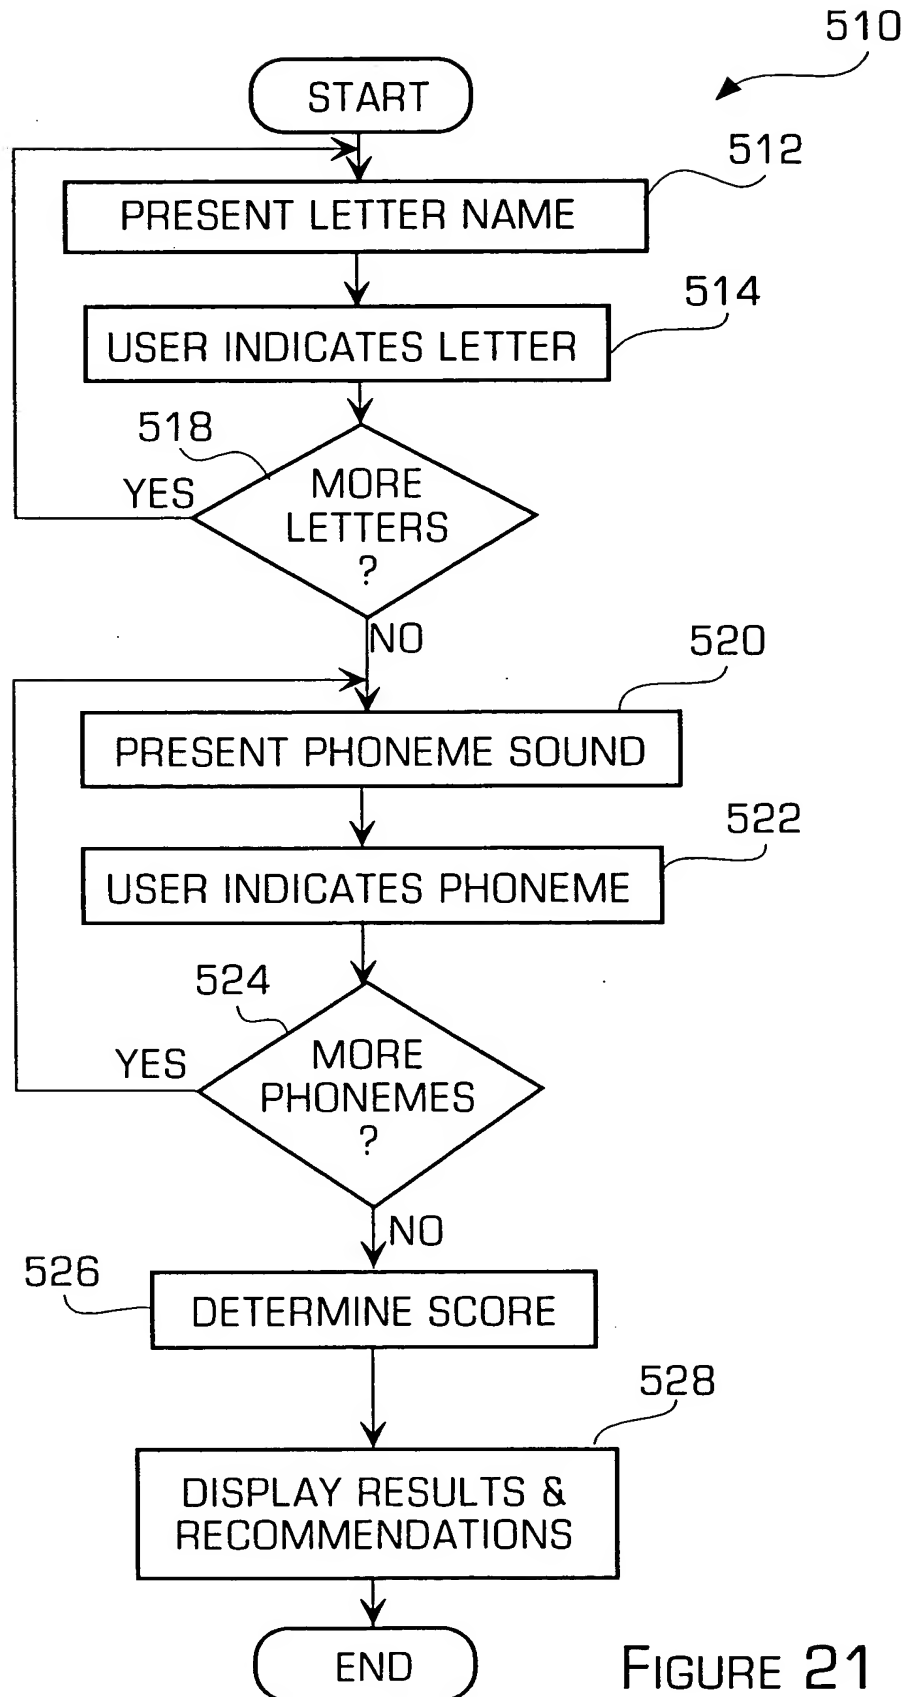 510
START
512
PRESENT LETTER NAME
514
USER INDICATES LETTER
518
YES
MORE
LETTERS
?
NO
520
PRESENT PHONEME SOUND
522
USER INDICATES PHONEME
524
YES
MORE
PHONEMES
?
NO
526
DETERMINE SCORE
528
DISPLAY RESULTS &
RECOMMENDATIONS
END
FIGURE 21